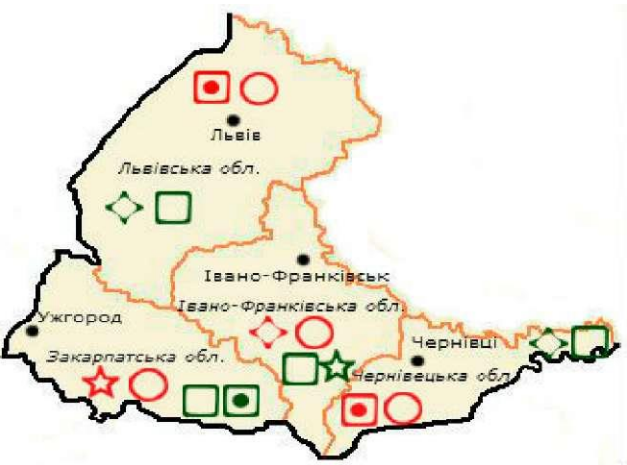 Львів
Львівська обл.
Івано-Франківськ
Івано-Франківська обл.
Ужгород
Чернівці
Закарпатська обл.
Чернівецька обл.